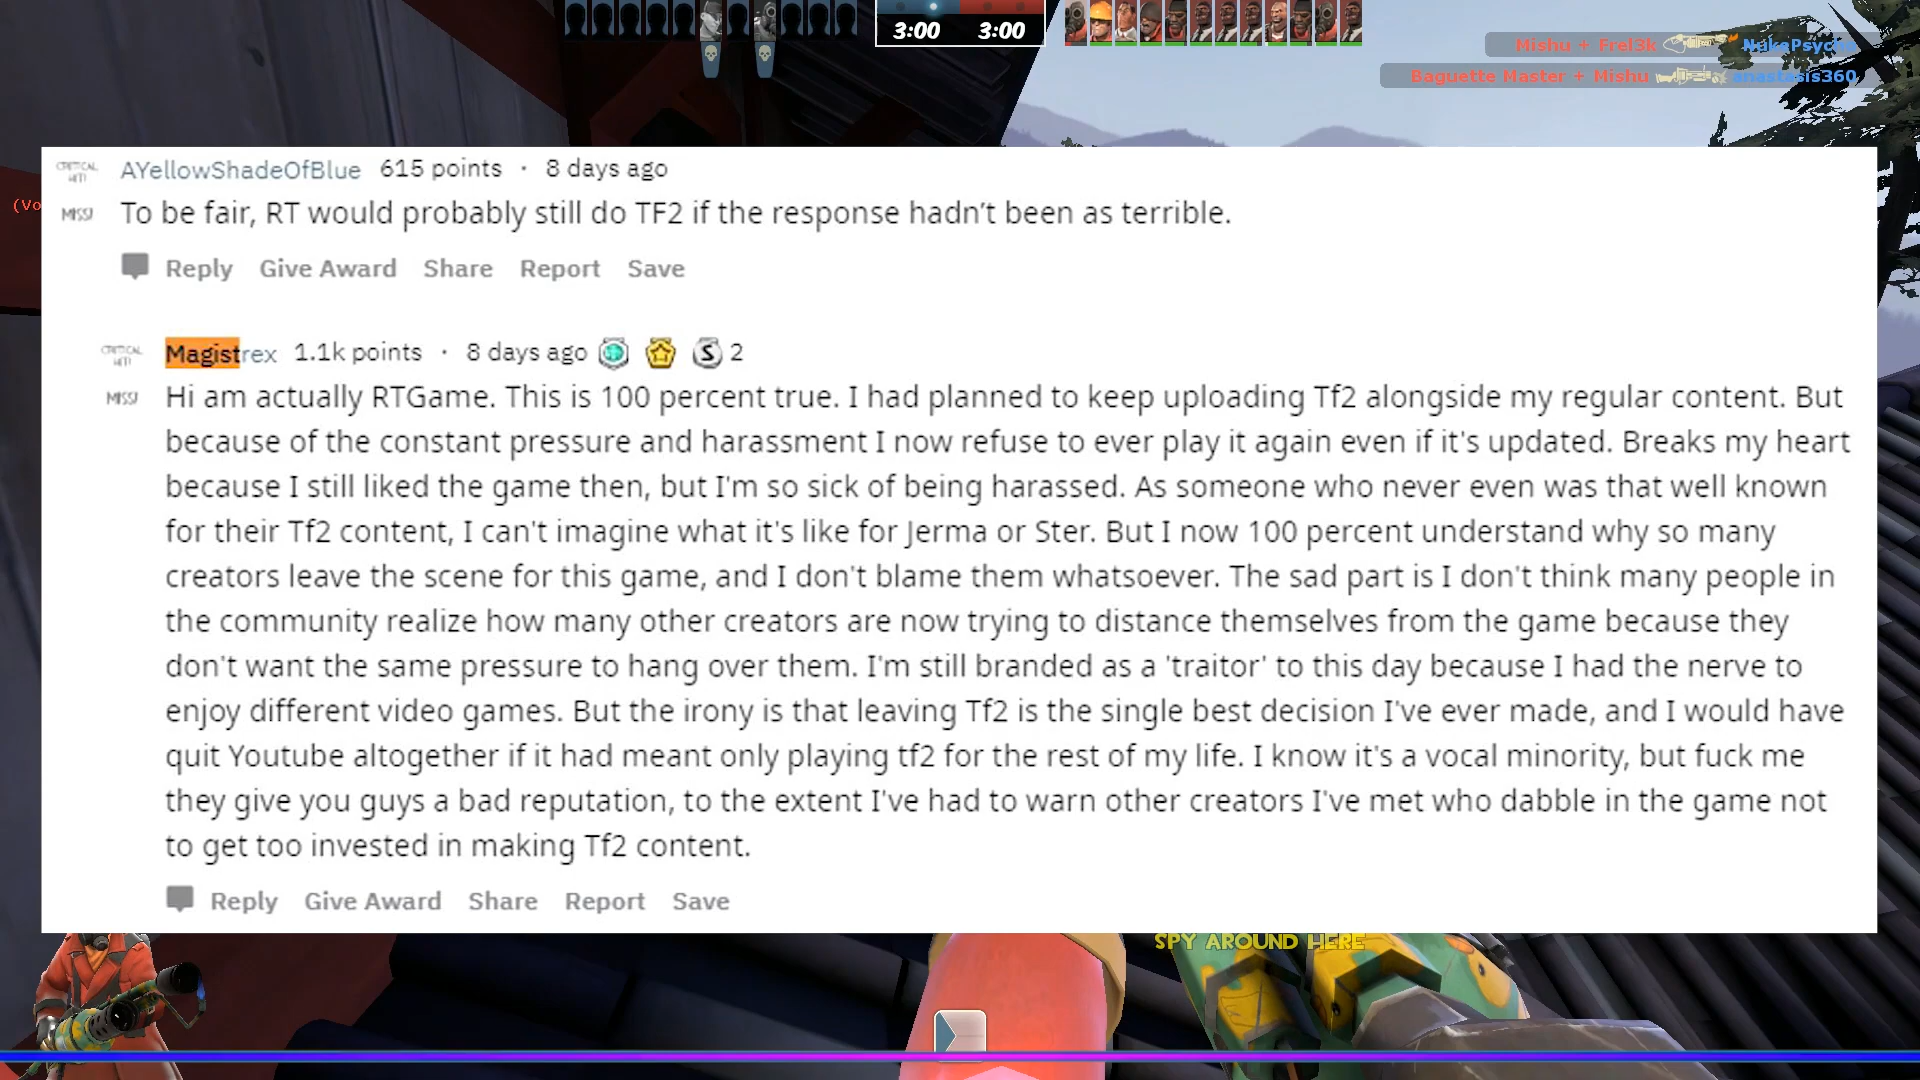 3:00 3:00
Mishu + Frel3k NukePsycho
Baguette Master + Mishu anastasis360
(Vo
CRITICAL HIT! AYellowShadeOfBlue 615 points · 8 days ago
MISS! To be fair, RT would probably still do TF2 if the response hadn't been as terrible.
Reply Give Award Share Report Save
CRITICAL HIT! Magistrex 1.1k points · 8 days ago S 2
MISS! Hi am actually RTGame. This is 100 percent true. I had planned to keep uploading Tf2 alongside my regular content. But
because of the constant pressure and harassment I now refuse to ever play it again even if it's updated. Breaks my heart
because I still liked the game then, but I'm so sick of being harassed. As someone who never even was that well known
for their Tf2 content, I can't imagine what it's like for Jerma or Ster. But I now 100 percent understand why so many
creators leave the scene for this game, and I don't blame them whatsoever. The sad part is I don't think many people in
the community realize how many other creators are now trying to distance themselves from the game because they
don't want the same pressure to hang over them. I'm still branded as a 'traitor' to this day because I had the nerve to
enjoy different video games. But the irony is that leaving Tf2 is the single best decision I've ever made, and I would have
quit Youtube altogether if it had meant only playing tf2 for the rest of my life. I know it's a vocal minority, but fuck me
they give you guys a bad reputation, to the extent I've had to warn other creators I've met who dabble in the game not
to get too invested in making Tf2 content.
Reply Give Award Share Report Save
SPY AROUND HERE